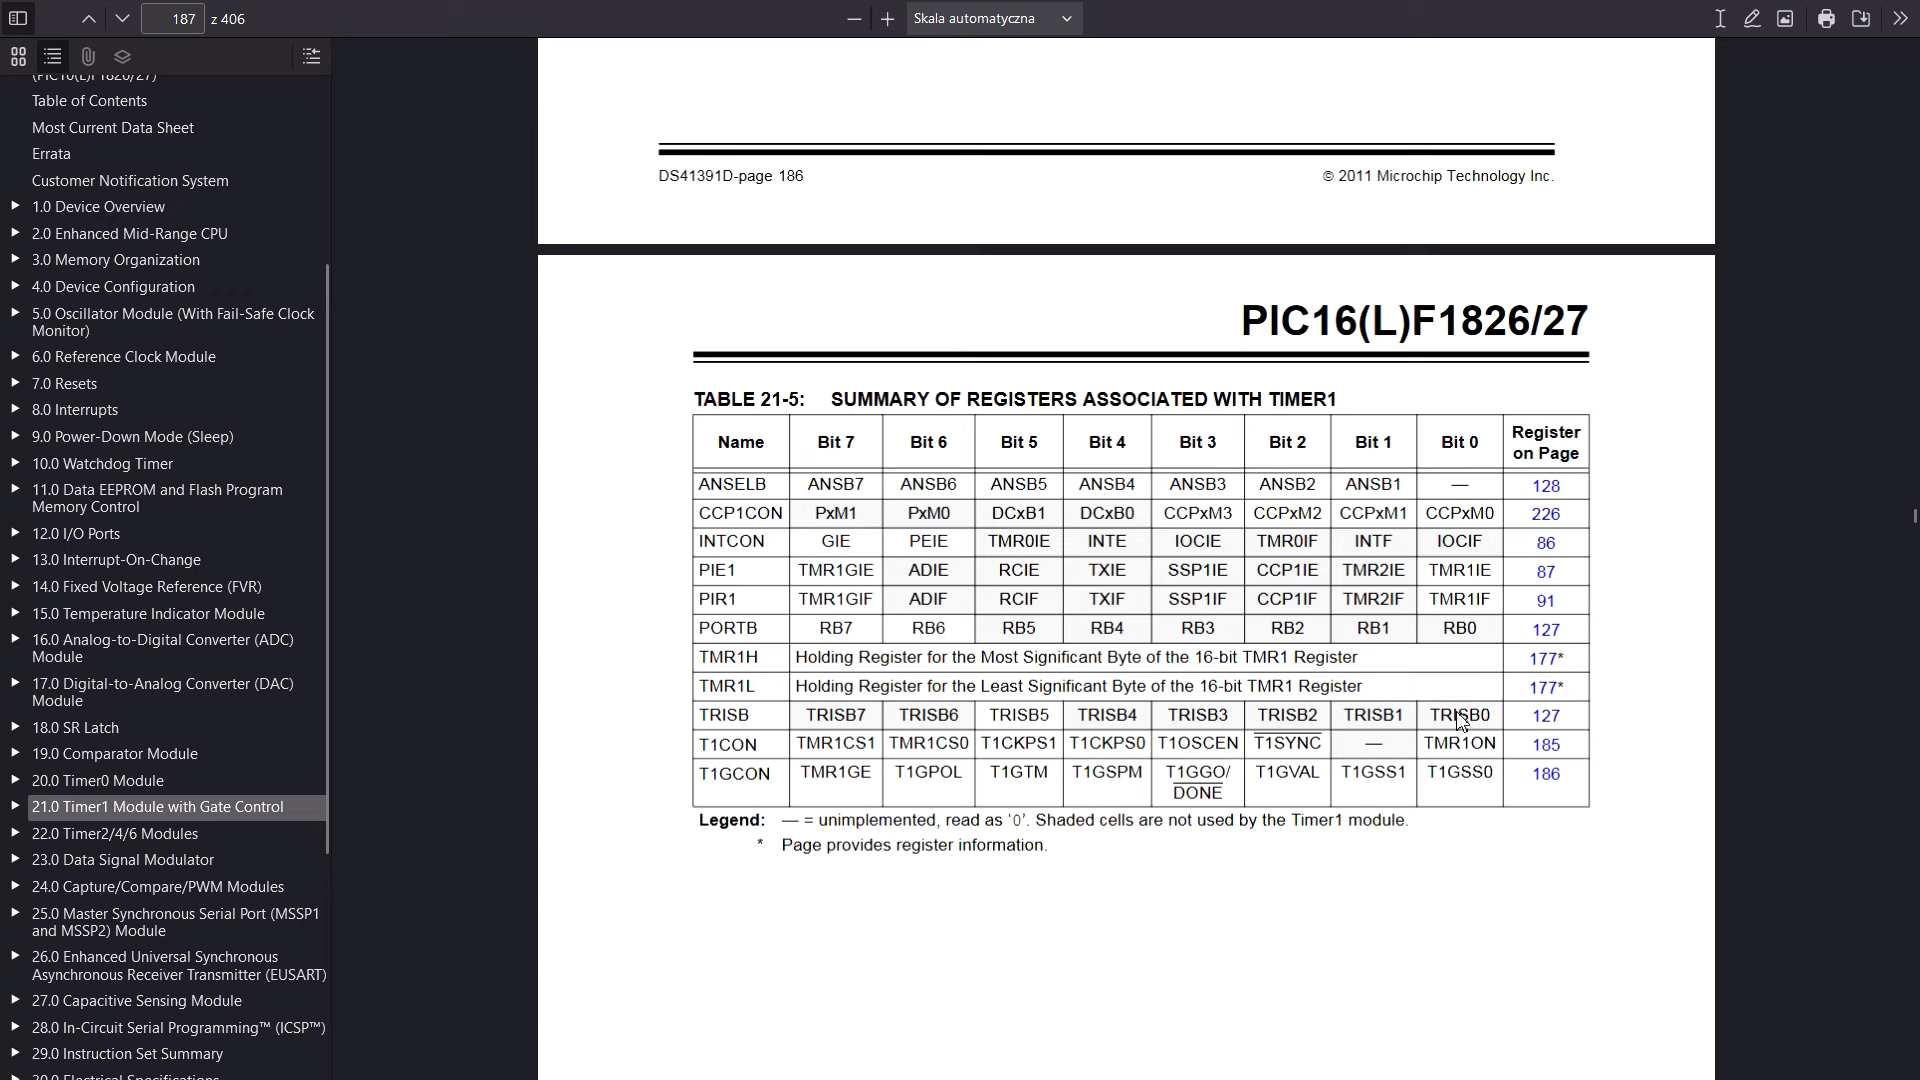 187 z 406 Skala automatyczna
(PIC16(L)F1826/27)
Table of Contents
Most Current Data Sheet
Errata
Customer Notification System
1.0 Device Overview
2.0 Enhanced Mid-Range CPU
3.0 Memory Organization
4.0 Device Configuration
5.0 Oscillator Module (With Fail-Safe Clock
Monitor)
6.0 Reference Clock Module
7.0 Resets
8.0 Interrupts
9.0 Power-Down Mode (Sleep)
10.0 Watchdog Timer
11.0 Data EEPROM and Flash Program
Memory Control
12.0 I/O Ports
13.0 Interrupt-On-Change
14.0 Fixed Voltage Reference (FVR)
15.0 Temperature Indicator Module
16.0 Analog-to-Digital Converter (ADC)
Module
17.0 Digital-to-Analog Converter (DAC)
Module
18.0 SR Latch
19.0 Comparator Module
20.0 Timer0 Module
21.0 Timer1 Module with Gate Control
22.0 Timer2/4/6 Modules
23.0 Data Signal Modulator
24.0 Capture/Compare/PWM Modules
25.0 Master Synchronous Serial Port (MSSP1
and MSSP2) Module
26.0 Enhanced Universal Synchronous
Asynchronous Receiver Transmitter (EUSART)
27.0 Capacitive Sensing Module
28.0 In-Circuit Serial Programming™ (ICSP™)
29.0 Instruction Set Summary
30.0 Electrical Specifications
DS41391D-page 186 © 2011 Microchip Technology Inc.
PIC16(L)F1826/27
TABLE 21-5: SUMMARY OF REGISTERS ASSOCIATED WITH TIMER1
Name Bit 7 Bit 6 Bit 5 Bit 4 Bit 3 Bit 2 Bit 1 Bit 0 Register on Page
ANSELB ANSB7 ANSB6 ANSB5 ANSB4 ANSB3 ANSB2 ANSB1 — 128
CCP1CON PxM1 PxM0 DCxB1 DCxB0 CCPxM3 CCPxM2 CCPxM1 CCPxM0 226
INTCON GIE PEIE TMR0IE INTE IOCIE TMR0IF INTF IOCIF 86
PIE1 TMR1GIE ADIE RCIE TXIE SSP1IE CCP1IE TMR2IE TMR1IE 87
PIR1 TMR1GIF ADIF RCIF TXIF SSP1IF CCP1IF TMR2IF TMR1IF 91
PORTB RB7 RB6 RB5 RB4 RB3 RB2 RB1 RB0 127
TMR1H Holding Register for the Most Significant Byte of the 16-bit TMR1 Register 177*
TMR1L Holding Register for the Least Significant Byte of the 16-bit TMR1 Register 177*
TRISB TRISB7 TRISB6 TRISB5 TRISB4 TRISB3 TRISB2 TRISB1 TRISB0 127
T1CON TMR1CS1 TMR1CS0 T1CKPS1 T1CKPS0 T1OSCEN T1SYNC — TMR1ON 185
T1GCON TMR1GE T1GPOL T1GTM T1GSPM T1GGO/ DONE T1GVAL T1GSS1 T1GSS0 186
Legend: — = unimplemented, read as ‘0’. Shaded cells are not used by the Timer1 module.
* Page provides register information.